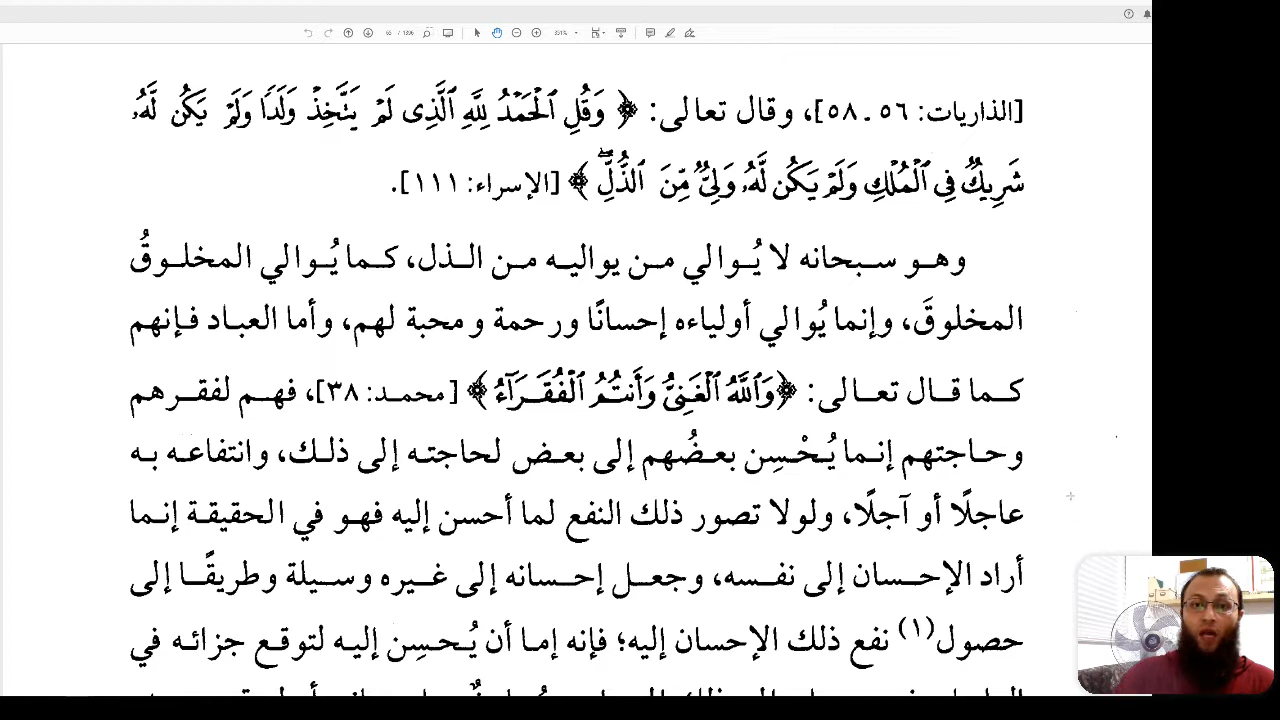 65 / 1396 351%
[الذاريات: ٥٦ ـ ٥٨]، وقال تعالى: ﴿ وَقُلِ ٱلْحَمْدُ لِلَّهِ ٱلَّذِى لَمْ يَتَّخِذْ وَلَدًا وَلَمْ يَكُن لَّهُۥ
شَرِيكٌ فِى ٱلْمُلْكِ وَلَمْ يَكُن لَّهُۥ وَلِىٌّ مِّنَ ٱلذُّلِّۖ ﴾ [الإسراء: ١١١].
وهو سبحانه لا يُوالي من يواليه من الذل، كما يُوالي المخلوقُ
المخلوقَ، وإنما يُوالي أولياءه إحسانًا ورحمة ومحبة لهم، وأما العباد فإنهم
كما قال تعالى: ﴿وَٱللَّهُ ٱلْغَنِىُّ وَأَنتُمُ ٱلْفُقَرَآءُ﴾ [محمد: ٣٨]، فهم لفقرهم
وحاجتهم إنما يُحْسِن بعضُهم إلى بعض لحاجته إلى ذلك، وانتفاعه به
عاجلًا أو آجلًا، ولولا تصور ذلك النفع لما أحسن إليه فهو في الحقيقة إنما
أراد الإحسان إلى نفسه، وجعل إحسانه إلى غيره وسيلة وطريقًا إلى
حصول(١) نفع ذلك الإحسان إليه؛ فإنه إما أن يُحسِن إليه لتوقع جزائه في